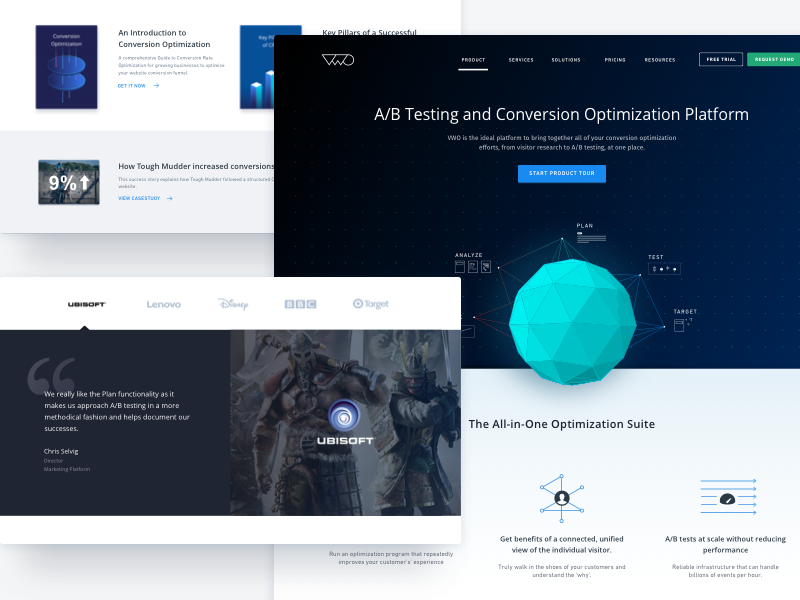 An Introduction to
Conversion Optimization
A comprehensive Guide to Conversion Rate
Optimization for growing businesses to optimize
your website conversion funnel.
GET IT NOW
Conversion
Optimization
Key Pillars of a Successful
How Tough Mudder increased conversions
This success story explains how Tough Mudder followed a structured
website.
VIEW CASESTUDY
9%
VWO
PRODUCT
SERVICES
SOLUTIONS
PRICING
RESOURCES
FREE TRIAL
REQUEST DEMO
A/B Testing and Conversion Optimization Platform
VWO is the ideal platform to bring together all of your conversion optimization
efforts, from visitor research to A/B testing, at one place.
START PRODUCT TOUR
PLAN
ANALYZE
TEST
TARGET
UBISOFT
Lenovo
Disney
BBC
Target
We really like the Plan functionality as it
makes us approach A/B testing in a more
methodical fashion and helps document our
successes.
Chris Selvig
Director
Marketing Platform
UBISOFT
The All-in-One Optimization Suite
Run an optimization program that repeatedly
improves your customer's' experience
Get benefits of a connected, unified
view of the individual visitor.
Truly walk in the shoes of your customers and
understand the 'why'.
A/B tests at scale without reducing
performance
Reliable infrastructure that can handle
billions of events per hour.